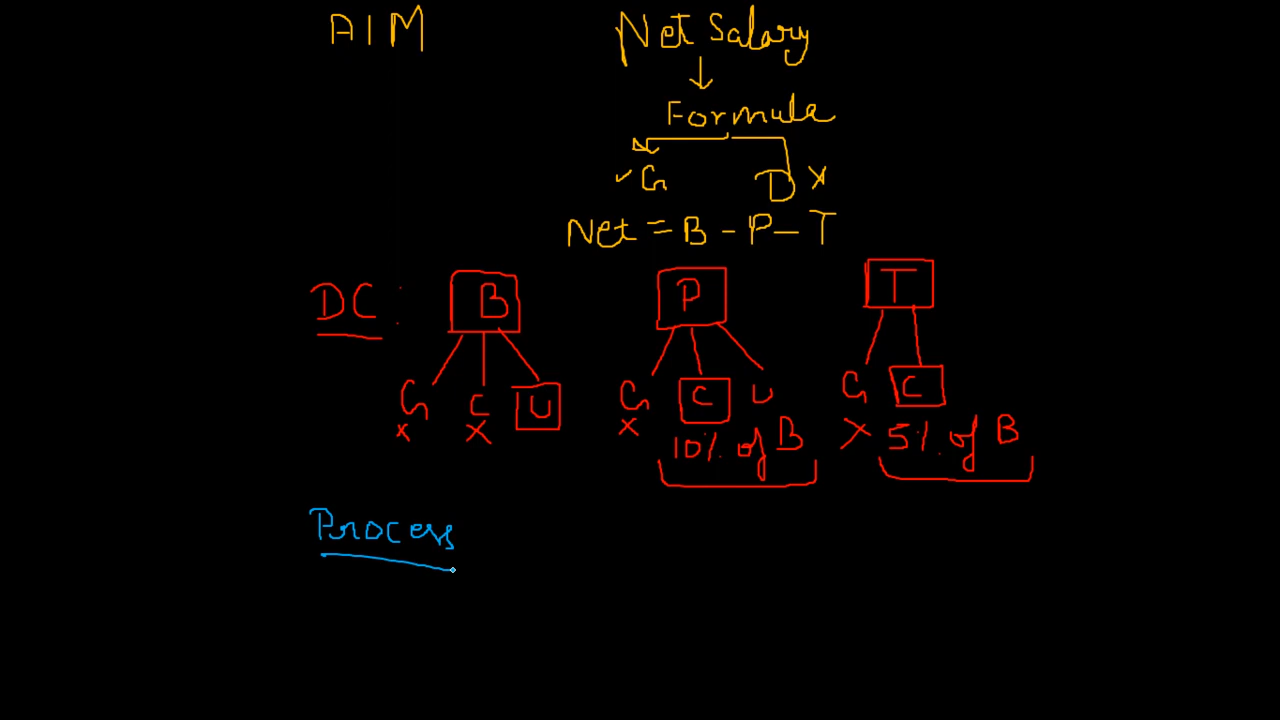 AIM Net Salary
Formula
✓ G D ×
Net = B - P - T
DC: B P T
G C U G C U G C
× × × 10% of B × 5% of B
Process